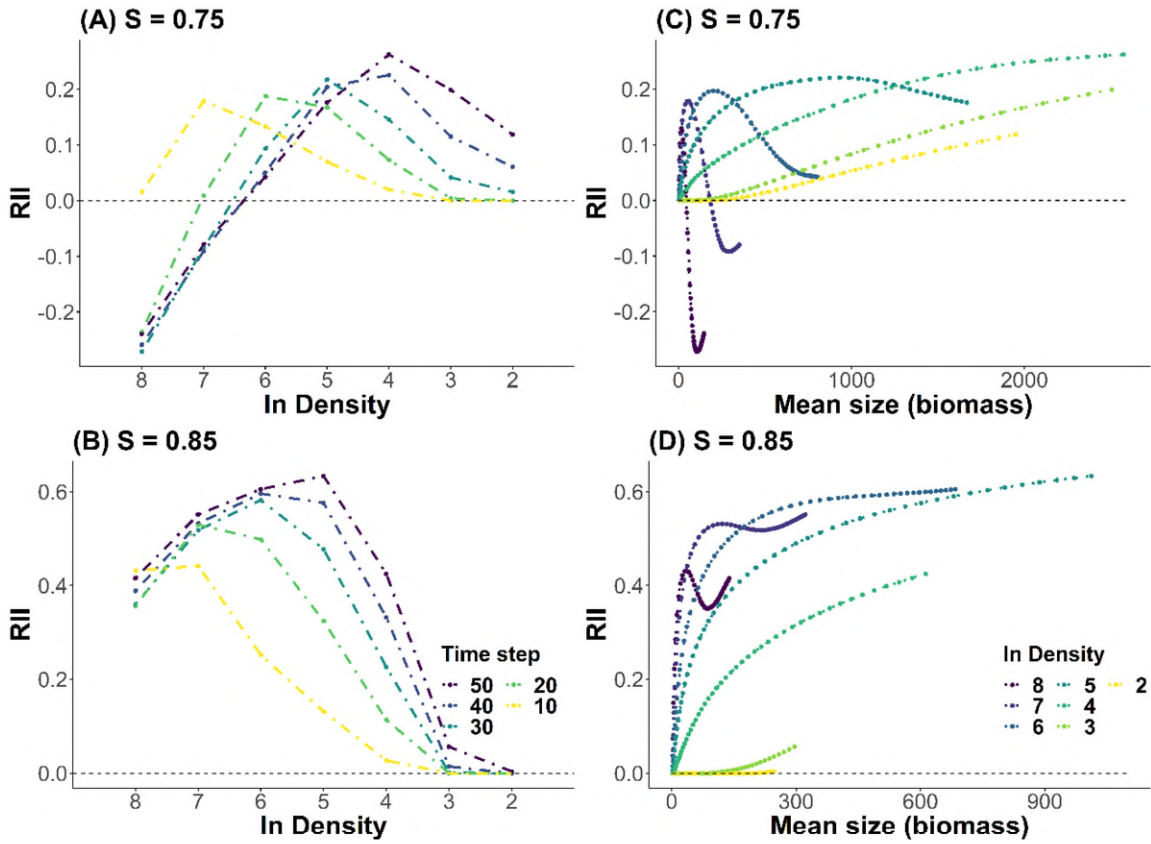 (A) S = 0.75
RII
0.2
0.1
0.0
-0.1
-0.2
8 7 6 5 4 3 2
In Density
(C) S = 0.75
RII
0.2
0.1
0.0
-0.1
-0.2
0 1000 2000
Mean size (biomass)
(B) S = 0.85
RII
0.6
0.4
0.2
0.0
Time step
50 20
40 10
30
8 7 6 5 4 3 2
In Density
(D) S = 0.85
RII
0.6
0.4
0.2
0.0
In Density
8 5 2
7 4
6 3
0 300 600 900
Mean size (biomass)